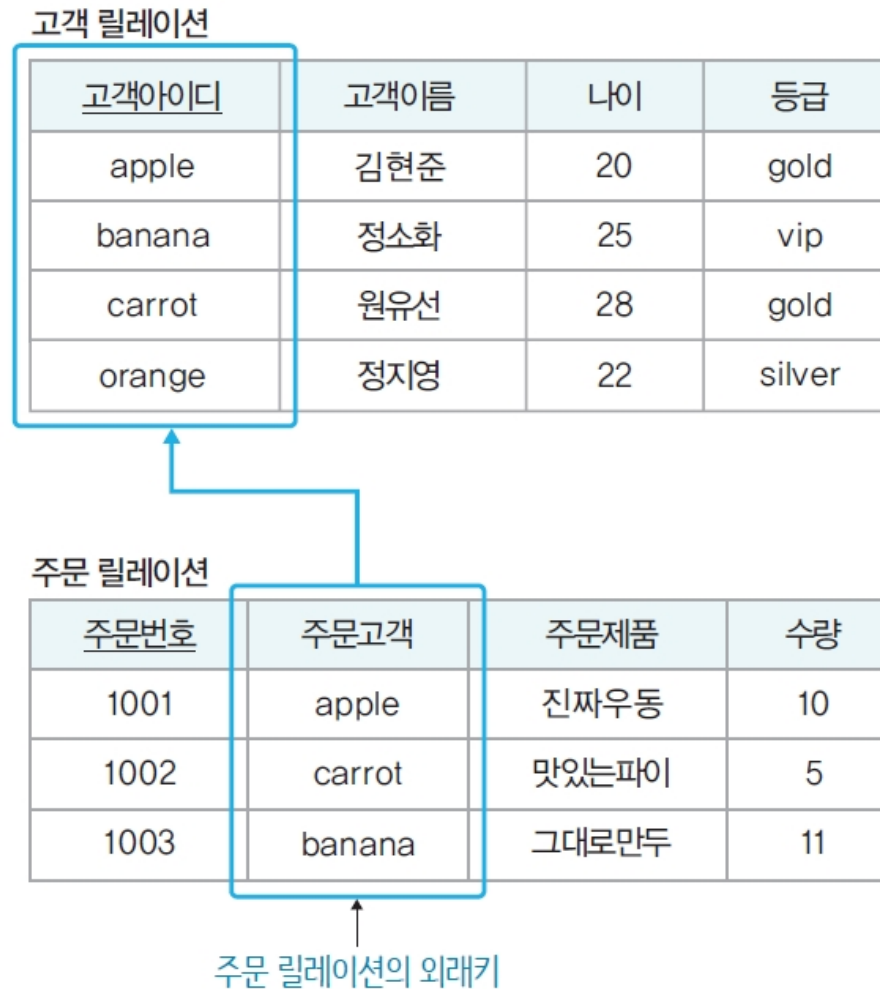 고객 릴레이션
고객아이디 고객이름 나이 등급
apple 김현준 20 gold
banana 정소화 25 vip
carrot 원유선 28 gold
orange 정지영 22 silver
주문 릴레이션
주문번호 주문고객 주문제품 수량
1001 apple 진짜우동 10
1002 carrot 맛있는파이 5
1003 banana 그대로만두 11
주문 릴레이션의 외래키